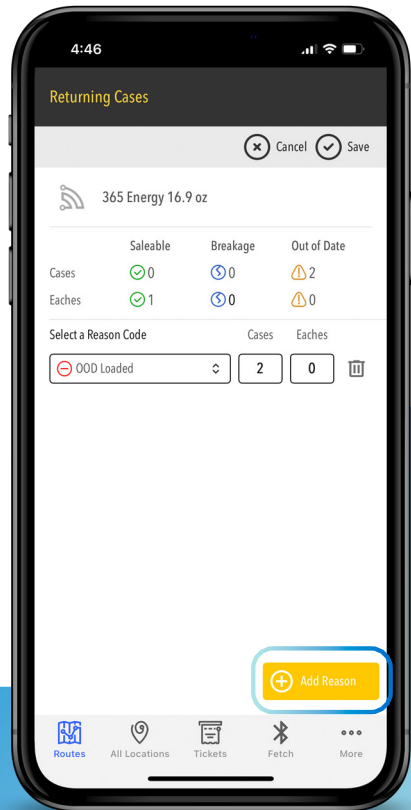 4:46
Returning Cases
Cancel Save
365 Energy 16.9 oz
Saleable Breakage Out of Date
Cases 0 0 2
Eaches 1 0 0
Select a Reason Code Cases Eaches
OOD Loaded 2 0
Add Reason
Routes All Locations Tickets Fetch More